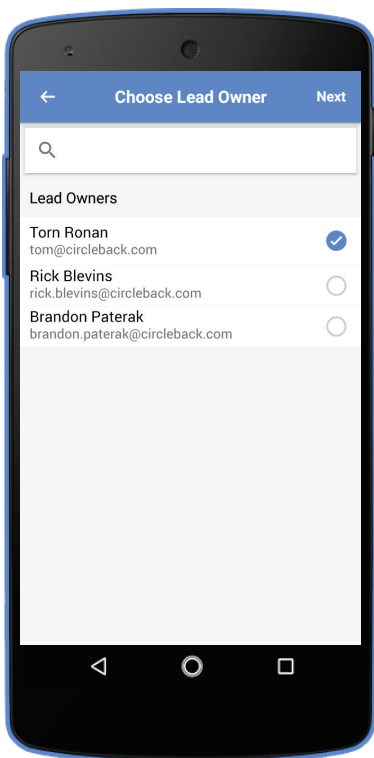 Choose Lead Owner Next
Lead Owners
Torn Ronan
tom@circleback.com
Rick Blevins
rick.blevins@circleback.com
Brandon Paterak
brandon.paterak@circleback.com